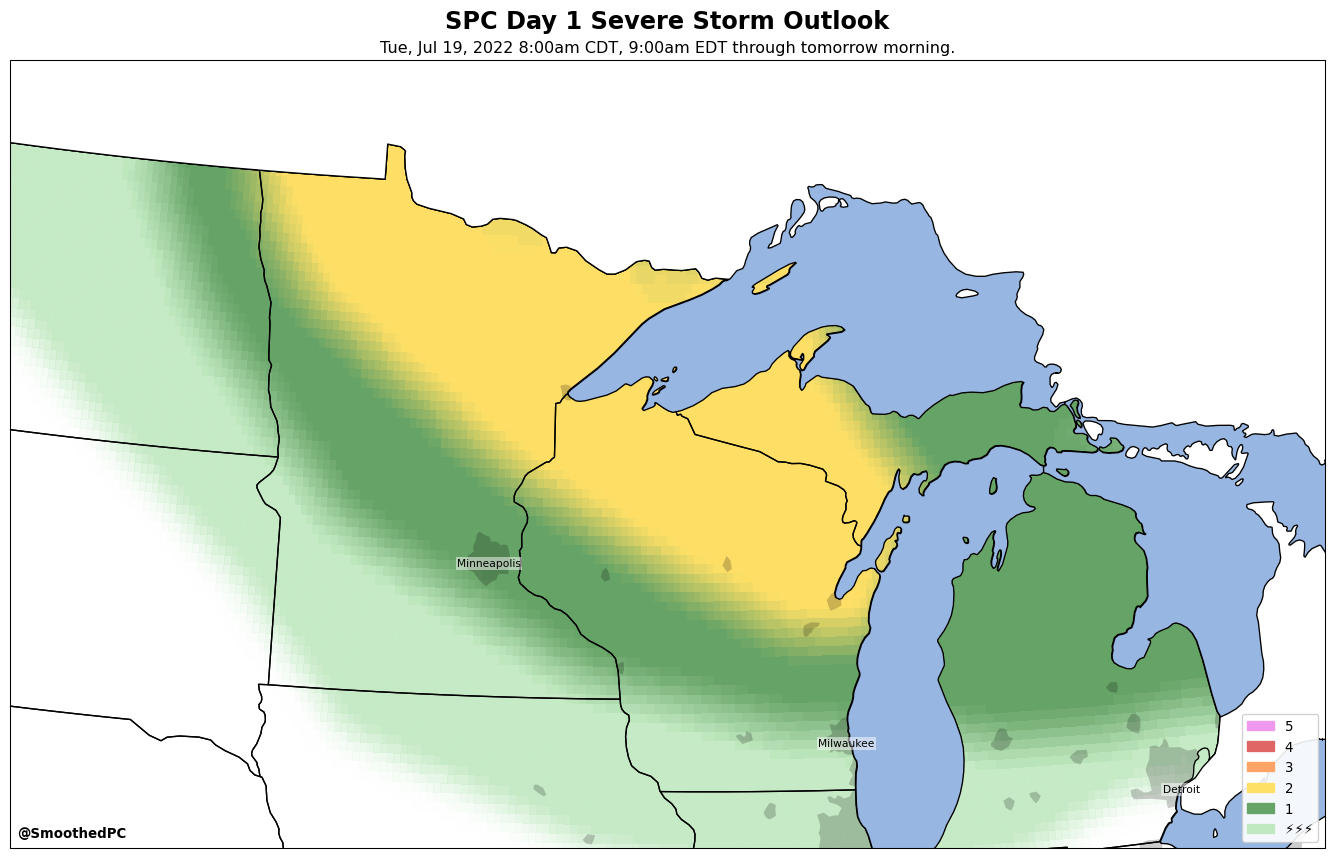 SPC Day 1 Severe Storm Outlook
Tue, Jul 19, 2022 8:00am CDT, 9:00am EDT through tomorrow morning.
Minneapolis
Milwaukee
Detroit
5
4
3
2
1
⚡⚡⚡
@SmoothedPC